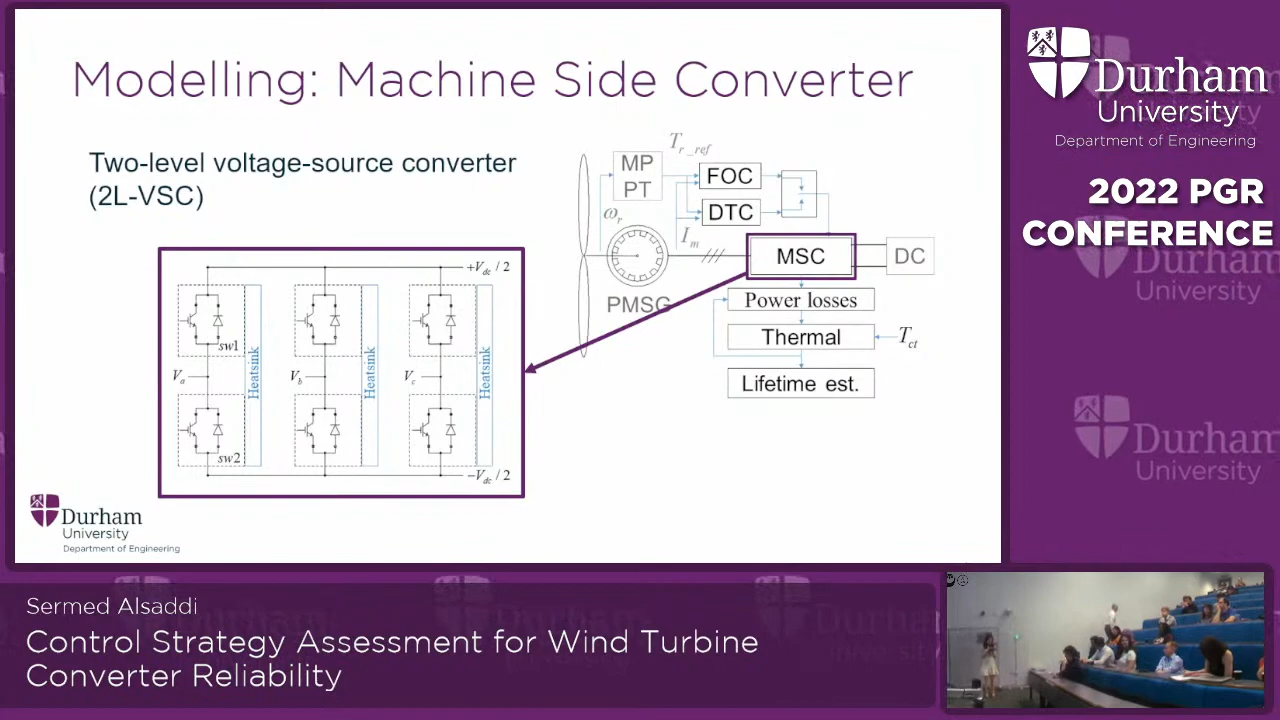 Modelling: Machine Side Converter
Two-level voltage-source converter
(2L-VSC)
T_r_ref
MP
PT
FOC
DTC
ω_r
I_m
MSC
DC
PMSG
Power losses
Thermal
T_ct
Lifetime est.
+V_dc / 2
sw1
V_a
V_b
V_c
Heatsink
Heatsink
Heatsink
sw2
−V_dc / 2
Durham
University
Department of Engineering
Durham
University
Department of Engineering
2022 PGR
CONFERENCE
Durham
University
Durham
University
Sermed Alsaddi
Control Strategy Assessment for Wind Turbine
Converter Reliability